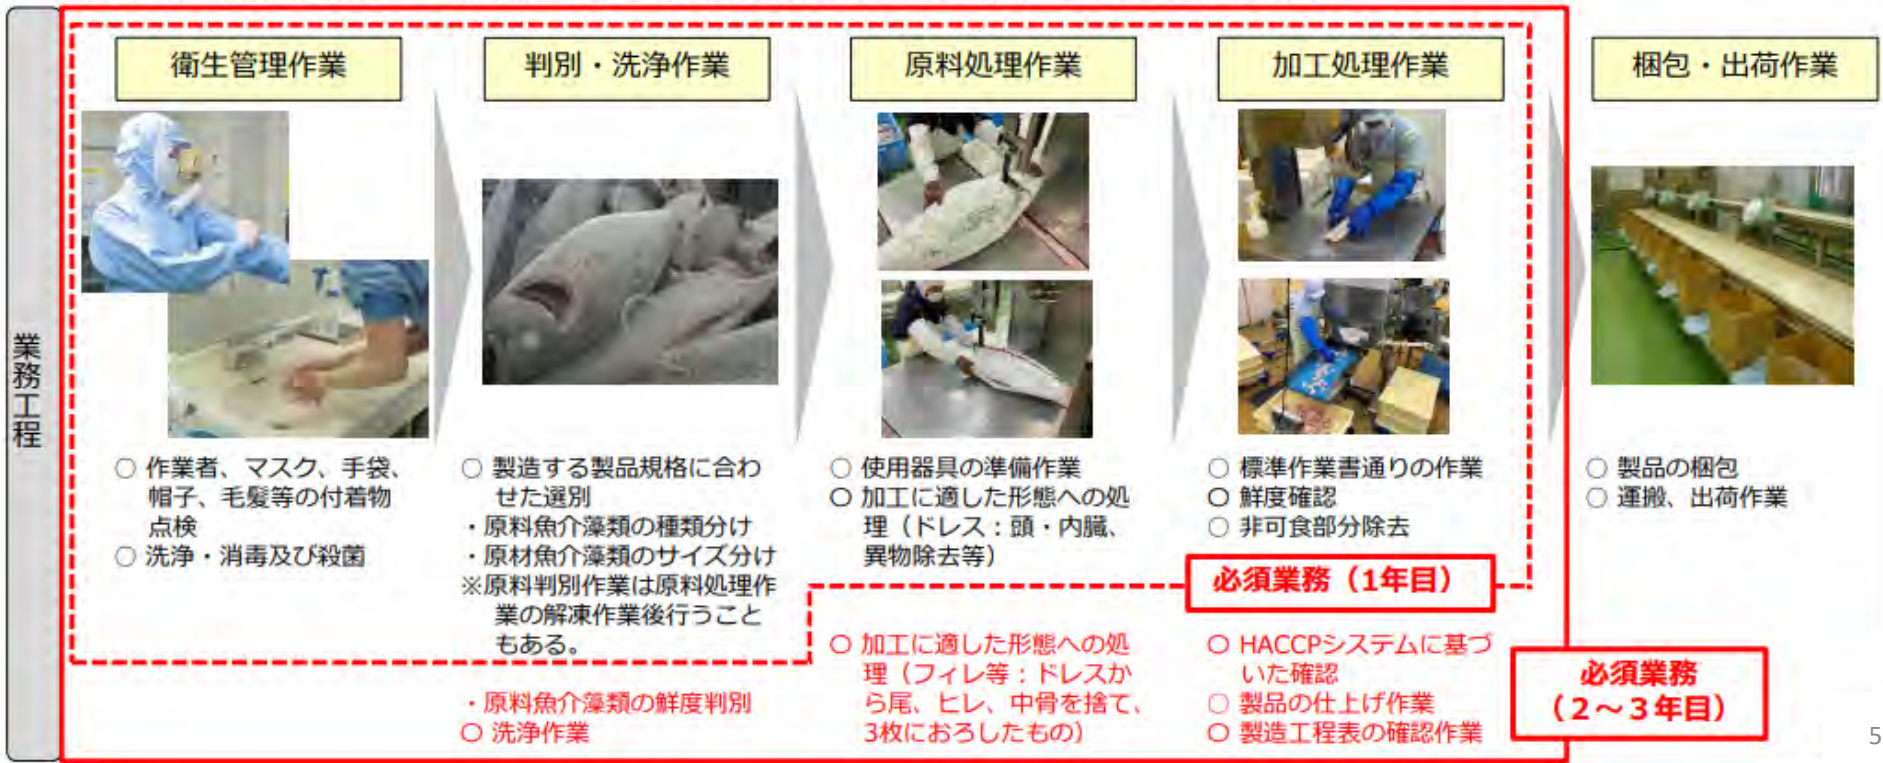 業務工程
衛生管理作業
○ 作業者、マスク、手袋、
帽子、毛髪等の付着物
点検
○ 洗浄・消毒及び殺菌
判別・洗浄作業
○ 製造する製品規格に合わ
せた選別
・原料魚介藻類の種類分け
・原材魚介藻類のサイズ分け
※原料判別作業は原料処理作
業の解凍作業後行うこと
もある。
・原料魚介藻類の鮮度判別
○ 洗浄作業
原料処理作業
○ 使用器具の準備作業
○ 加工に適した形態への処
理（ドレス：頭・内臓、
異物除去等）
○ 加工に適した形態への処
理（フィレ等：ドレスか
ら尾、ヒレ、中骨を捨て、
3枚におろしたもの）
加工処理作業
○ 標準作業書通りの作業
○ 鮮度確認
○ 非可食部分除去
必須業務（1年目）
○ HACCPシステムに基づ
いた確認
○ 製品の仕上げ作業
○ 製造工程表の確認作業
梱包・出荷作業
○ 製品の梱包
○ 運搬、出荷作業
必須業務
（２～３年目）
5